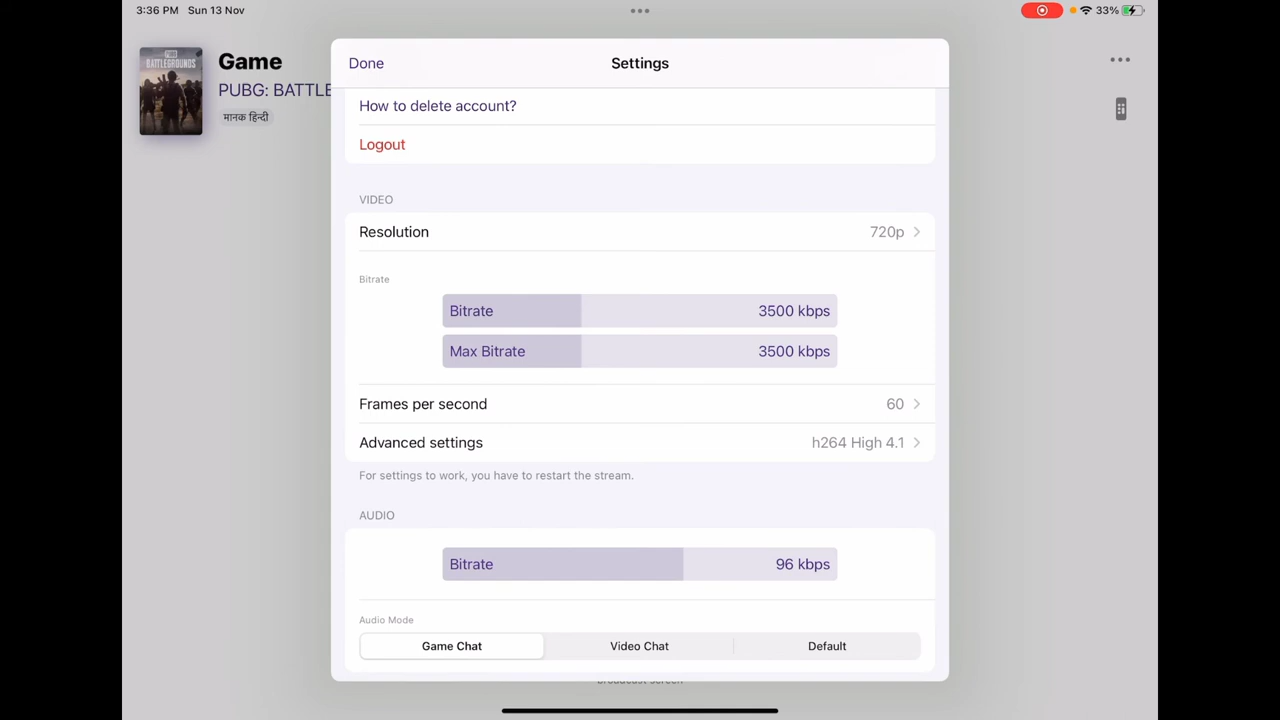 3:36 PM Sun 13 Nov
33%
PUBG
BATTLEGROUNDS
Game
PUBG: BATTLE
मानक हिन्दी
Done
Settings
How to delete account?
Logout
VIDEO
Resolution 720p
Bitrate
Bitrate 3500 kbps
Max Bitrate 3500 kbps
Frames per second 60
Advanced settings h264 High 4.1
For settings to work, you have to restart the stream.
AUDIO
Bitrate 96 kbps
Audio Mode
Game Chat Video Chat Default
broadcast screen